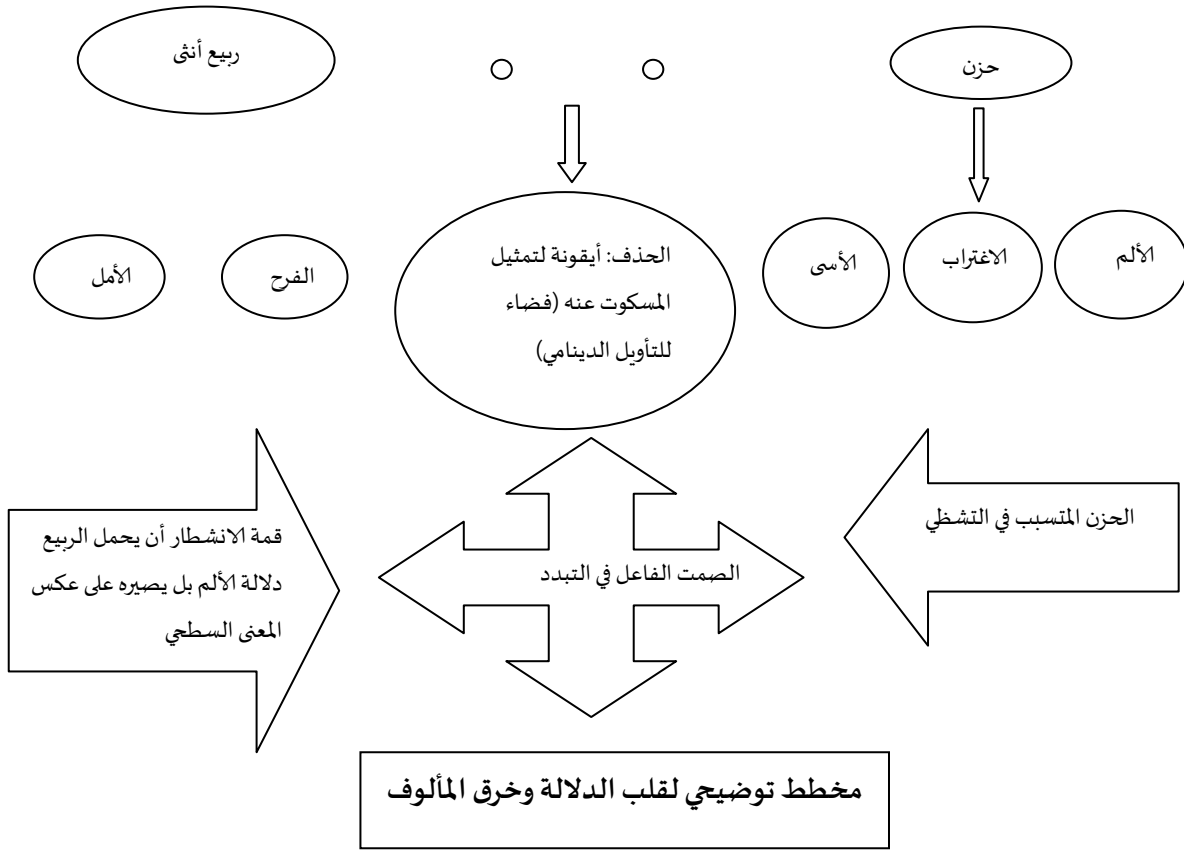 حزن
ربيع أنثى
الألم
الاغتراب
الأسى
الحذف: أيقونة لتمثيل
المسكوت عنه (فضاء
للتأويل الدينامي)
الفرح
الأمل
الحزن المتسبب في التشظي
الصمت الفاعل في التبدد
قمة الانشطار أن يحمل الربيع
دلالة الألم بل يصيره على عكس
المعنى السطحي
مخطط توضيحي لقلب الدلالة وخرق المألوف